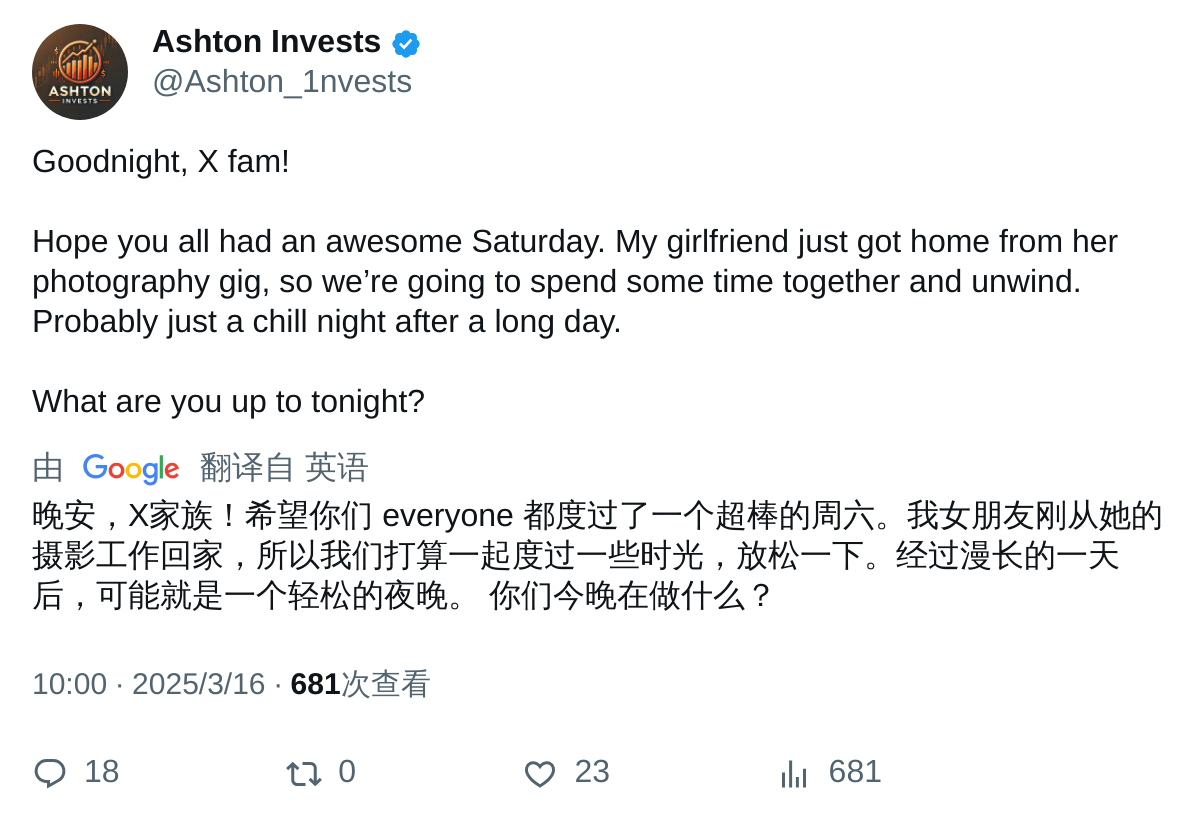 ASHTON
INVESTS
Ashton Invests
@Ashton_1nvests
Goodnight, X fam!
Hope you all had an awesome Saturday. My girlfriend just got home from her
photography gig, so we’re going to spend some time together and unwind.
Probably just a chill night after a long day.
What are you up to tonight?
由 Google 翻译自 英语
晚安，X家族！希望你们 everyone 都度过了一个超棒的周六。我女朋友刚从她的
摄影工作回家，所以我们打算一起度过一些时光，放松一下。经过漫长的一天
后，可能就是一个轻松的夜晚。 你们今晚在做什么？
10:00 · 2025/3/16 · 681次查看
18 0 23 681